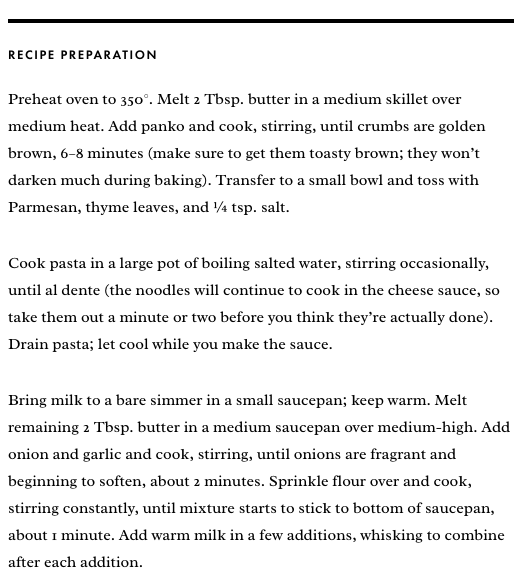 RECIPE PREPARATION
Preheat oven to 350°. Melt 2 Tbsp. butter in a medium skillet over
medium heat. Add panko and cook, stirring, until crumbs are golden
brown, 6–8 minutes (make sure to get them toasty brown; they won’t
darken much during baking). Transfer to a small bowl and toss with
Parmesan, thyme leaves, and ¼ tsp. salt.
Cook pasta in a large pot of boiling salted water, stirring occasionally,
until al dente (the noodles will continue to cook in the cheese sauce, so
take them out a minute or two before you think they’re actually done).
Drain pasta; let cool while you make the sauce.
Bring milk to a bare simmer in a small saucepan; keep warm. Melt
remaining 2 Tbsp. butter in a medium saucepan over medium-high. Add
onion and garlic and cook, stirring, until onions are fragrant and
beginning to soften, about 2 minutes. Sprinkle flour over and cook,
stirring constantly, until mixture starts to stick to bottom of saucepan,
about 1 minute. Add warm milk in a few additions, whisking to combine
after each addition.